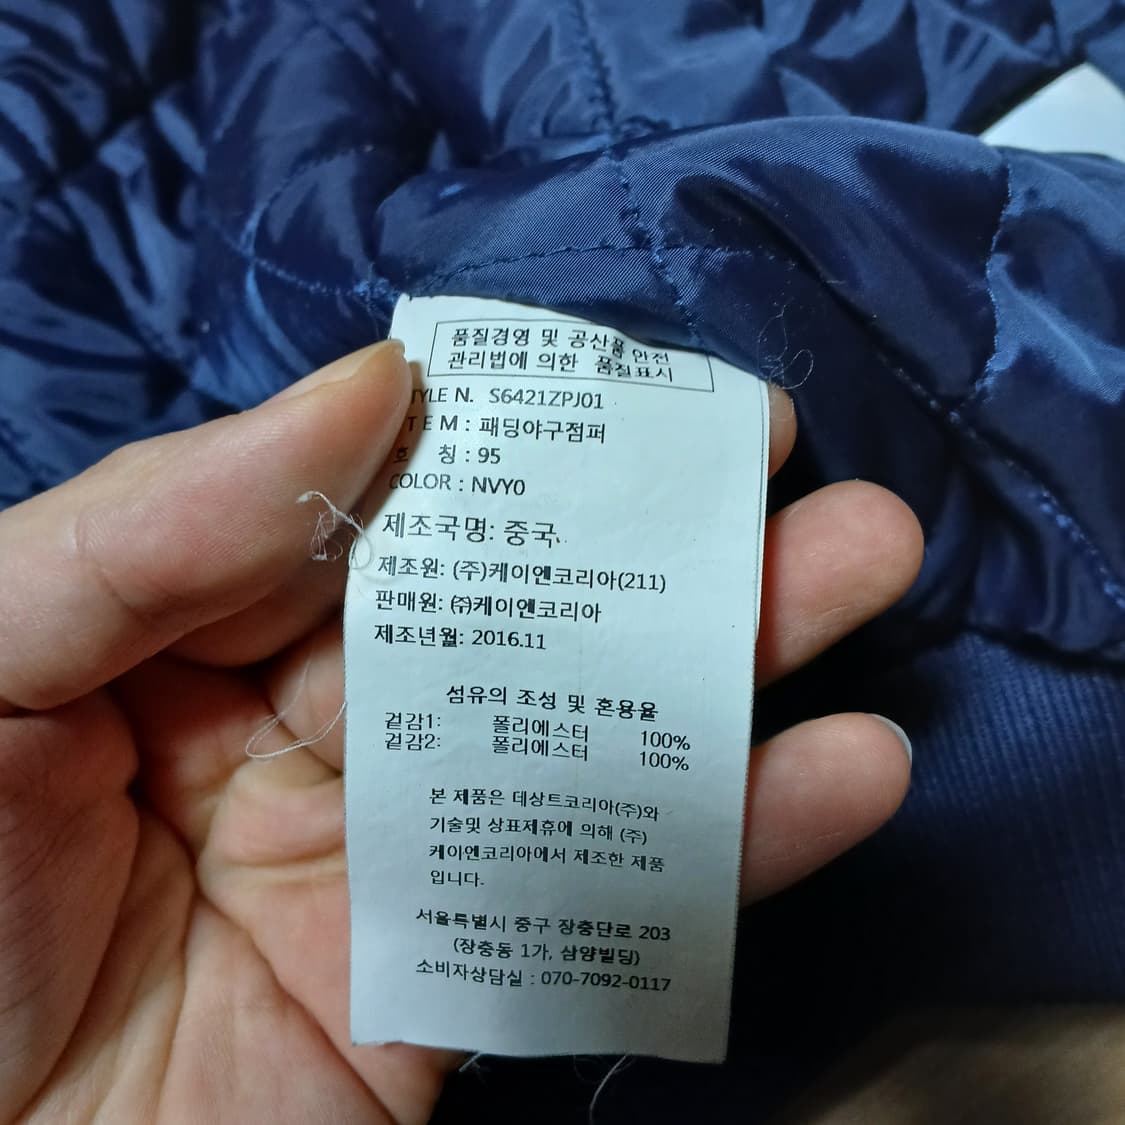 품질경영 및 공산품 안전
관리법에 의한 품질표시
TYLE N. S6421ZPJ01
TEM : 패딩야구점퍼
호 칭 : 95
COLOR : NVY0
제조국명: 중국
제조원: (주)케이엔코리아(211)
판매원: ㈜케이엔코리아
제조년월: 2016.11
섬유의 조성 및 혼용율
겉감1: 폴리에스터 100%
겉감2: 폴리에스터 100%
본 제품은 데상트코리아(주)와
기술및 상표제휴에 의해 (주)
케이엔코리아에서 제조한 제품
입니다.
서울특별시 중구 장충단로 203
(장충동 1가, 삼양빌딩)
소비자상담실 : 070-7092-0117